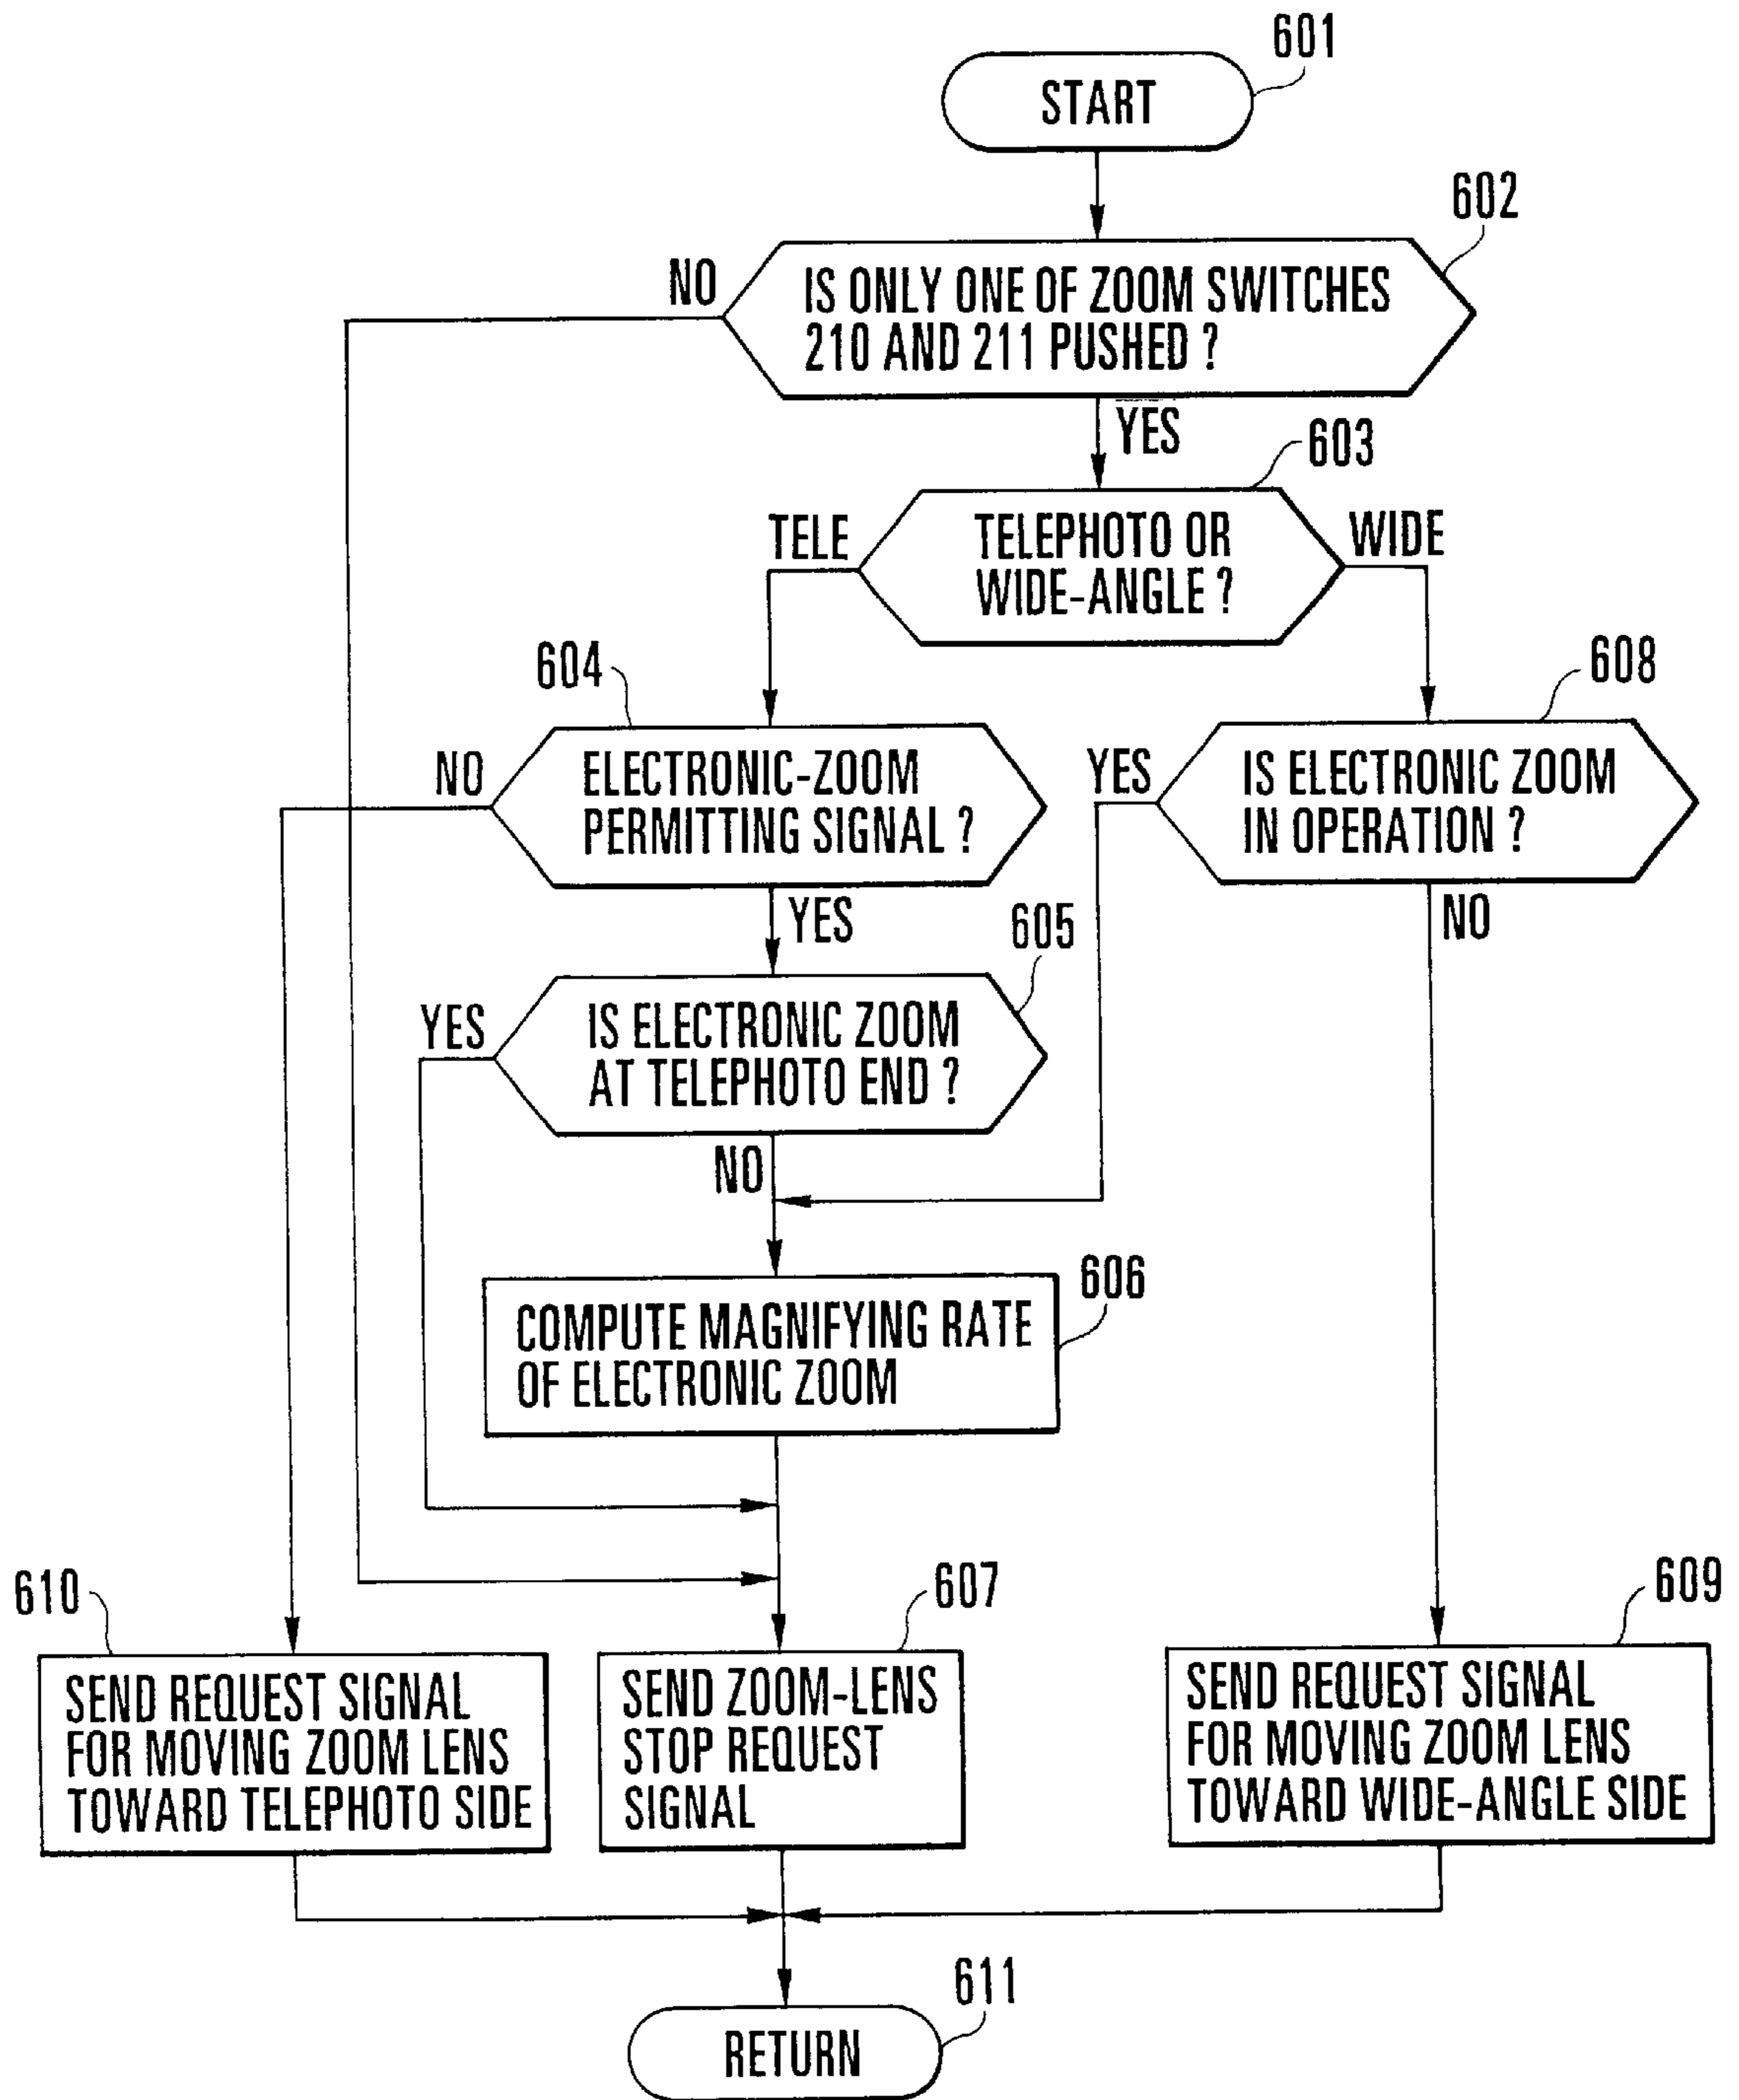 601
START
602
NO
IS ONLY ONE OF ZOOM SWITCHES
210 AND 211 PUSHED ?
YES
603
TELE
TELEPHOTO OR
WIDE-ANGLE ?
WIDE
604
608
NO
ELECTRONIC-ZOOM
PERMITTING SIGNAL ?
YES
IS ELECTRONIC ZOOM
IN OPERATION ?
YES
NO
605
YES
IS ELECTRONIC ZOOM
AT TELEPHOTO END ?
NO
606
COMPUTE MAGNIFYING RATE
OF ELECTRONIC ZOOM
610
607
609
SEND REQUEST SIGNAL
FOR MOVING ZOOM LENS
TOWARD TELEPHOTO SIDE
SEND ZOOM-LENS
STOP REQUEST
SIGNAL
SEND REQUEST SIGNAL
FOR MOVING ZOOM LENS
TOWARD WIDE-ANGLE SIDE
611
RETURN